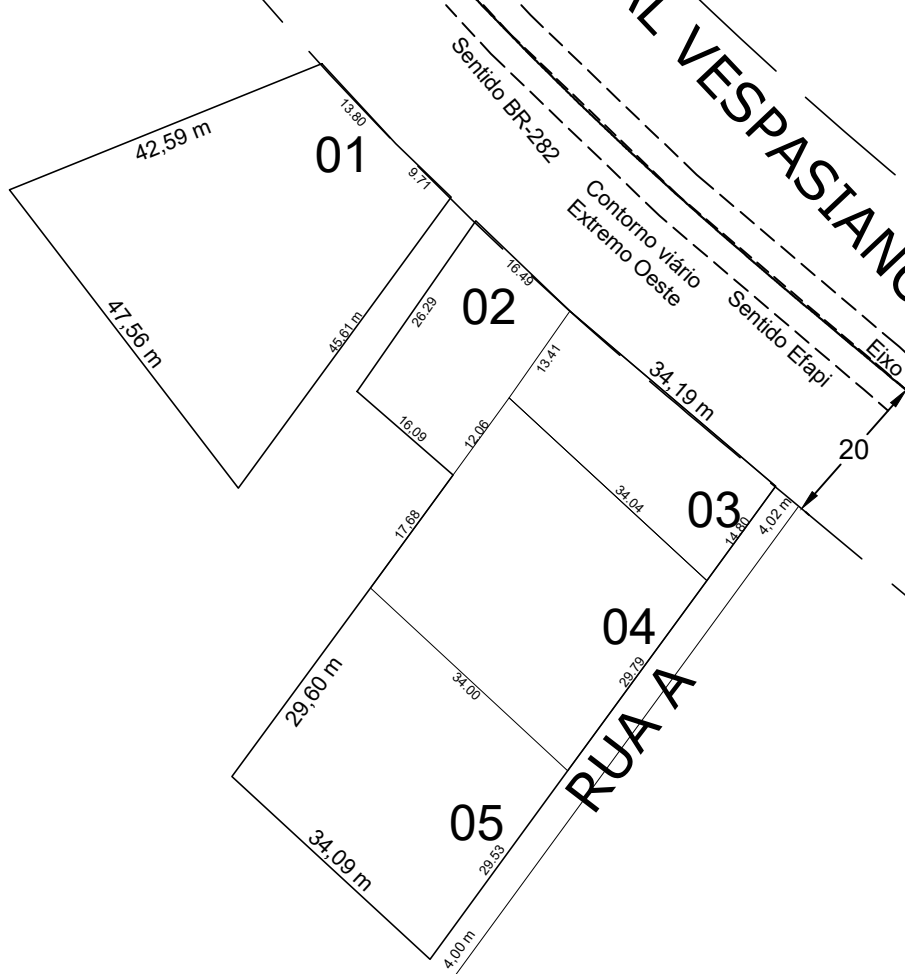 AL VESPASIANO
Sentido BR-282
Contorno viário
Extremo Oeste
Sentido Efapi
Eixo
20
13.80
42,59 m
01
9.71
47,56 m
45.61 m
16.49
02
26.29
16.09
13.41
12.06
34,19 m
34.04
03
14.80
4,02 m
17.68
04
29.79
29,60 m
34.00
RUA A
05
29.53
34,09 m
4,00 m